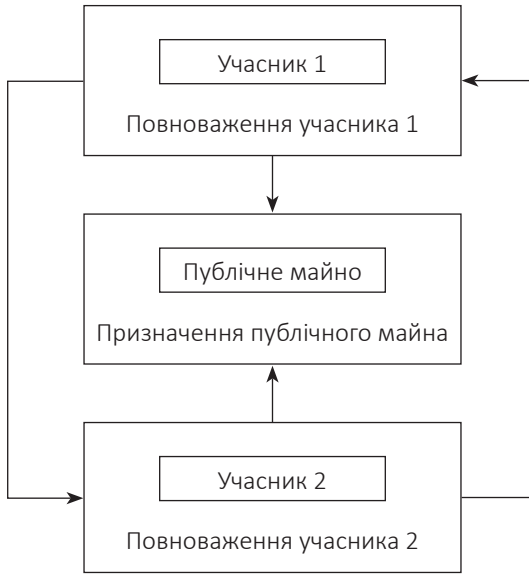 Учасник 1
Повноваження учасника 1
Публічне майно
Призначення публічного майна
Учасник 2
Повноваження учасника 2